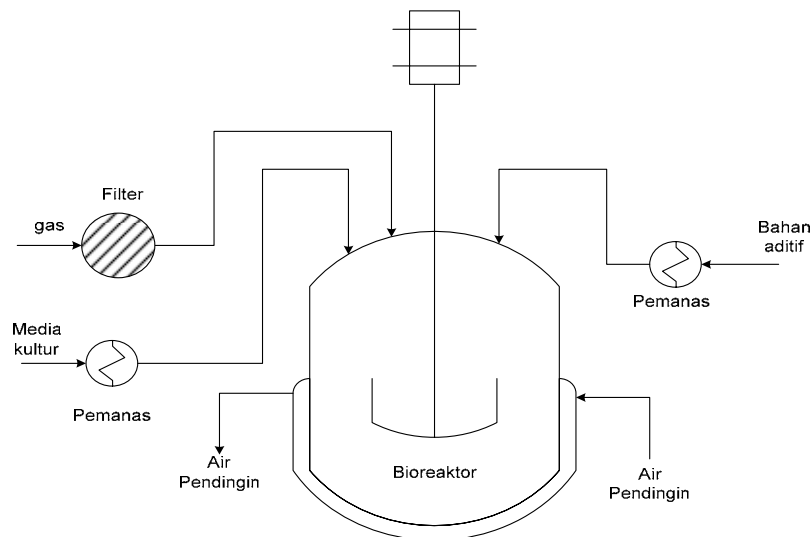 Filter
gas
Bahan
aditif
Pemanas
Media
kultur
Pemanas
Air
Pendingin
Bioreaktor
Air
Pendingin